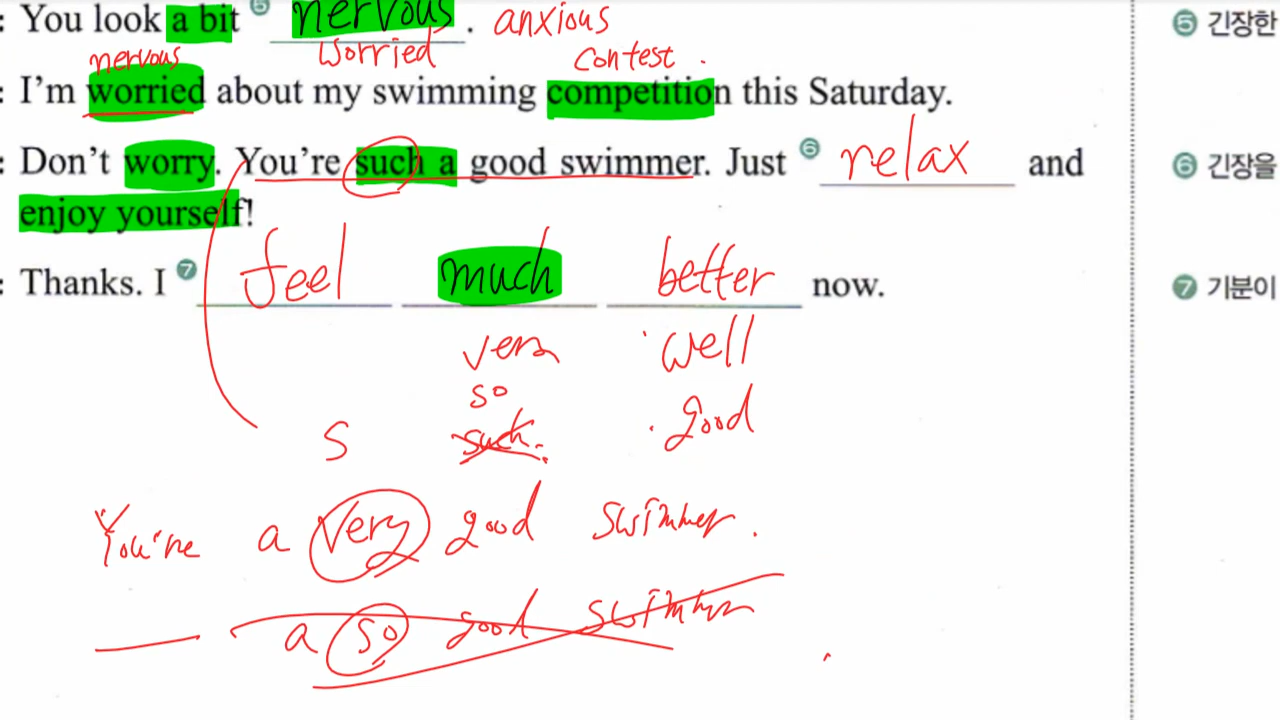 : You look a bit ⑤ nervous. anxious ⑤ 긴장한
nervous worried contest.
: I'm worried about my swimming competition this Saturday.
: Don't worry. You're such a good swimmer. Just ⑥ relax and ⑥ 긴장을
enjoy yourself!
: Thanks. I ⑦ feel much better now. ⑦ 기분이
very well
so
such. good
S
You're a very good swimmer.
a so good swimmer